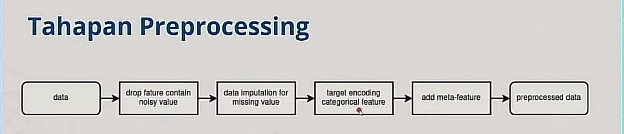 Tahapan Preprocessing
data
drop fature contain
noisy value
data imputation for
missing value
target encoding
categorical feature
add meta-feature
preprocessed data